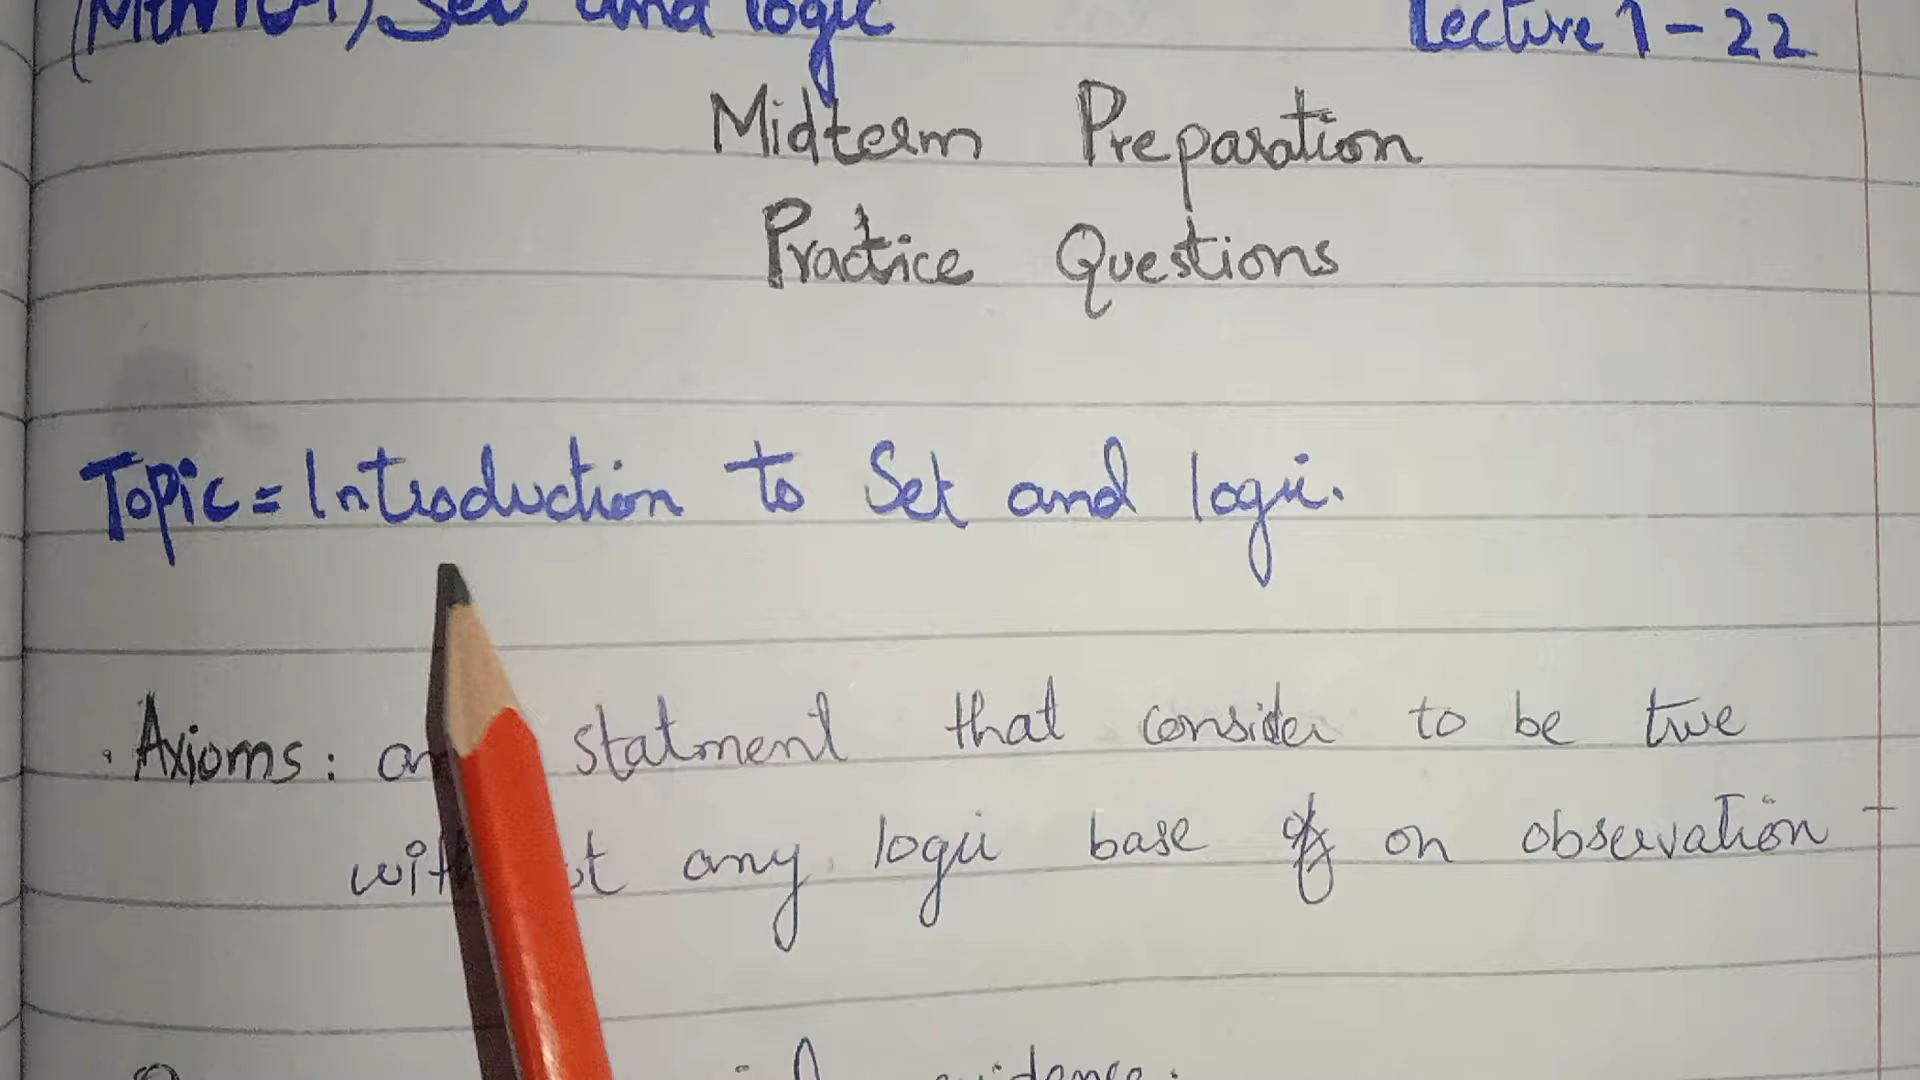 Set and logic Lecture 1-22
Midterm Preparation
Practice Questions
Topic = Introduction to Set and logic.
. Axioms: statment that consider to be true
any logic base on observation -
evidence.